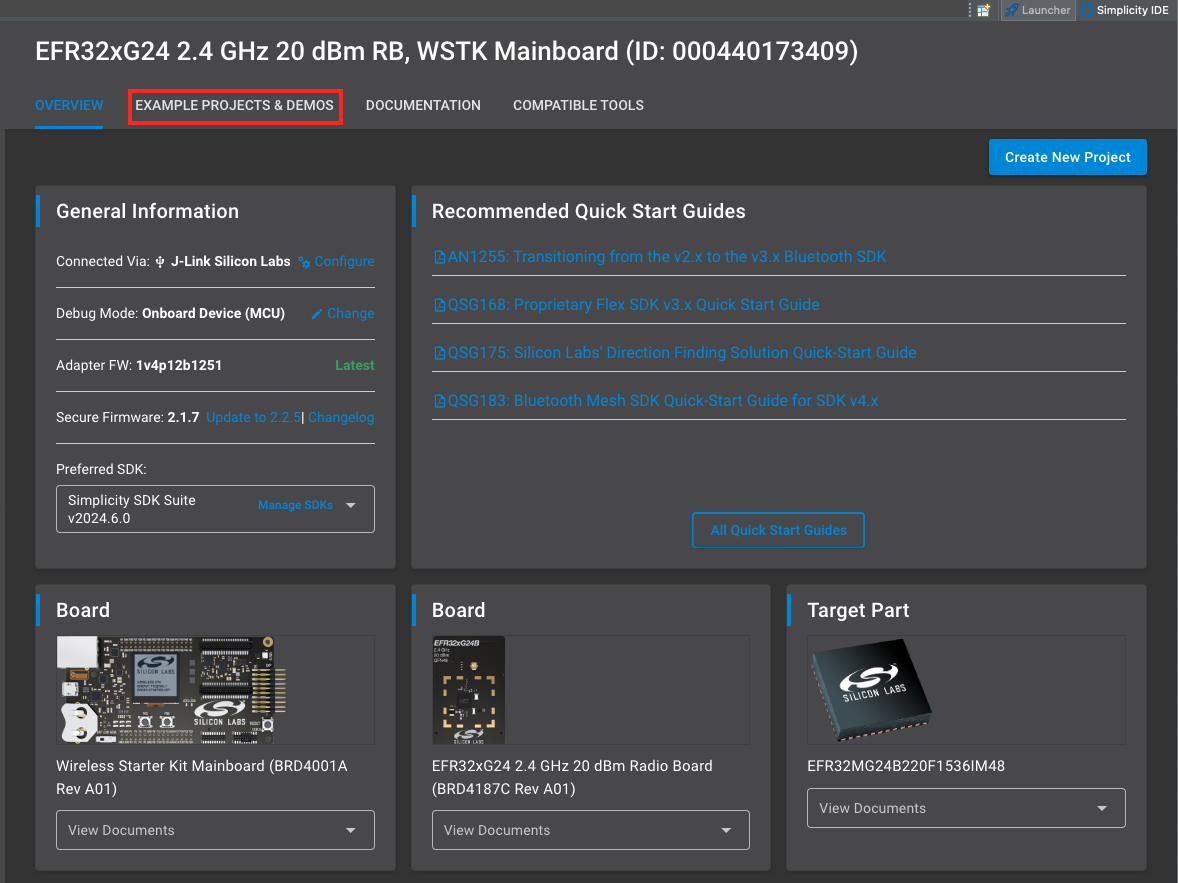 Launcher
Simplicity IDE
EFR32xG24 2.4 GHz 20 dBm RB, WSTK Mainboard (ID: 000440173409)
OVERVIEW
EXAMPLE PROJECTS & DEMOS
DOCUMENTATION
COMPATIBLE TOOLS
Create New Project
General Information
Connected Via: J-Link Silicon Labs Configure
Debug Mode: Onboard Device (MCU) Change
Adapter FW: 1v4p12b1251 Latest
Secure Firmware: 2.1.7 Update to 2.2.5| Changelog
Preferred SDK:
Simplicity SDK Suite
v2024.6.0
Manage SDKs
Recommended Quick Start Guides
AN1255: Transitioning from the v2.x to the v3.x Bluetooth SDK
QSG168: Proprietary Flex SDK v3.x Quick Start Guide
QSG175: Silicon Labs' Direction Finding Solution Quick-Start Guide
QSG183: Bluetooth Mesh SDK Quick-Start Guide for SDK v4.x
All Quick Start Guides
Board
SILICON LABS
SILICON LABS
Wireless Starter Kit Mainboard (BRD4001A
Rev A01)
View Documents
Board
EFR32xG24B
2.4 GHz
20 dBm
SILICON LABS
EFR32xG24 2.4 GHz 20 dBm Radio Board
(BRD4187C Rev A01)
View Documents
Target Part
SILICON LABS
EFR32MG24B220F1536IM48
View Documents